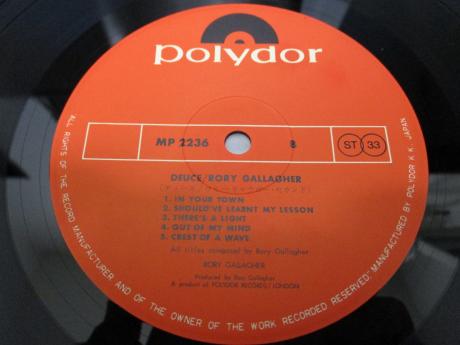 polydor
MP 2236
8
ST 33
DEUCE/RORY GALLAGHER
1. IN YOUR TOWN
2. SHOULD'VE LEARNT MY LESSON
3. THERE'S A LIGHT
4. OUT OF MY MIND
5. CREST OF A WAVE
All titles composed by Rory Gallagher
RORY GALLAGHER
Produced by Rory Gallagher
A product of POLYDOR RECORDS/LONDON
ALL RIGHTS OF THE RECORD MANUFACTURER AND OF THE OWNER OF THE WORK RECORDED RESERVED. MANUFACTURED BY POLYDOR K.K. JAPAN